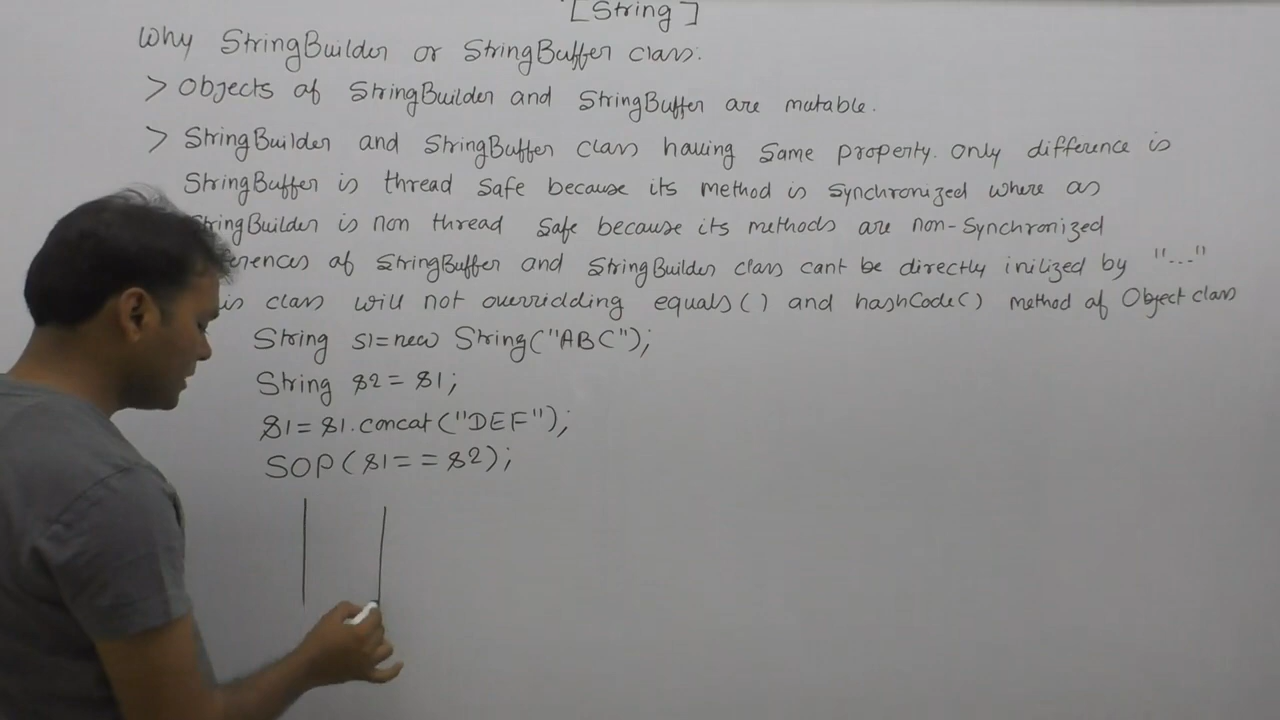 [String]
Why StringBuilder or StringBuffer class.
> Objects of StringBuilder and StringBuffer are mutable.
> StringBuilder and StringBuffer class having same property. only difference is
StringBuffer is thread safe because its method is synchronized where as
StringBuilder is non thread safe because its methods are non-synchronized
erences of StringBuffer and StringBuilder class cant be directly inilized by "..."
is class will not overridding equals() and hashCode() method of Object class
String s1=new String("ABC");
String s2 = s1;
s1 = s1.concat("DEF");
SOP(s1==s2);